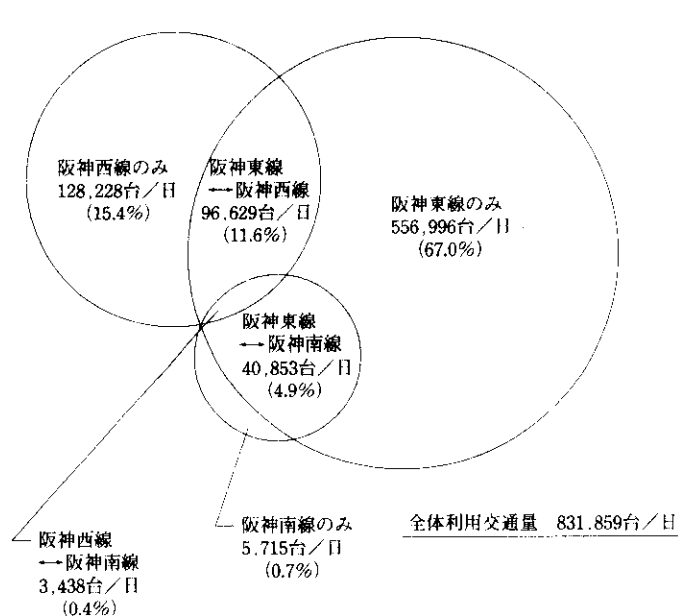 阪神西線のみ
128,228台／日
(15.4%)
阪神東線
↔阪神西線
96,629台／日
(11.6%)
阪神東線のみ
556,996台／日
(67.0%)
阪神東線
↔阪神南線
40,853台／日
(4.9%)
阪神西線
↔阪神南線
3,438台／日
(0.4%)
阪神南線のみ
5,715台／日
(0.7%)
全体利用交通量　831.859台／日